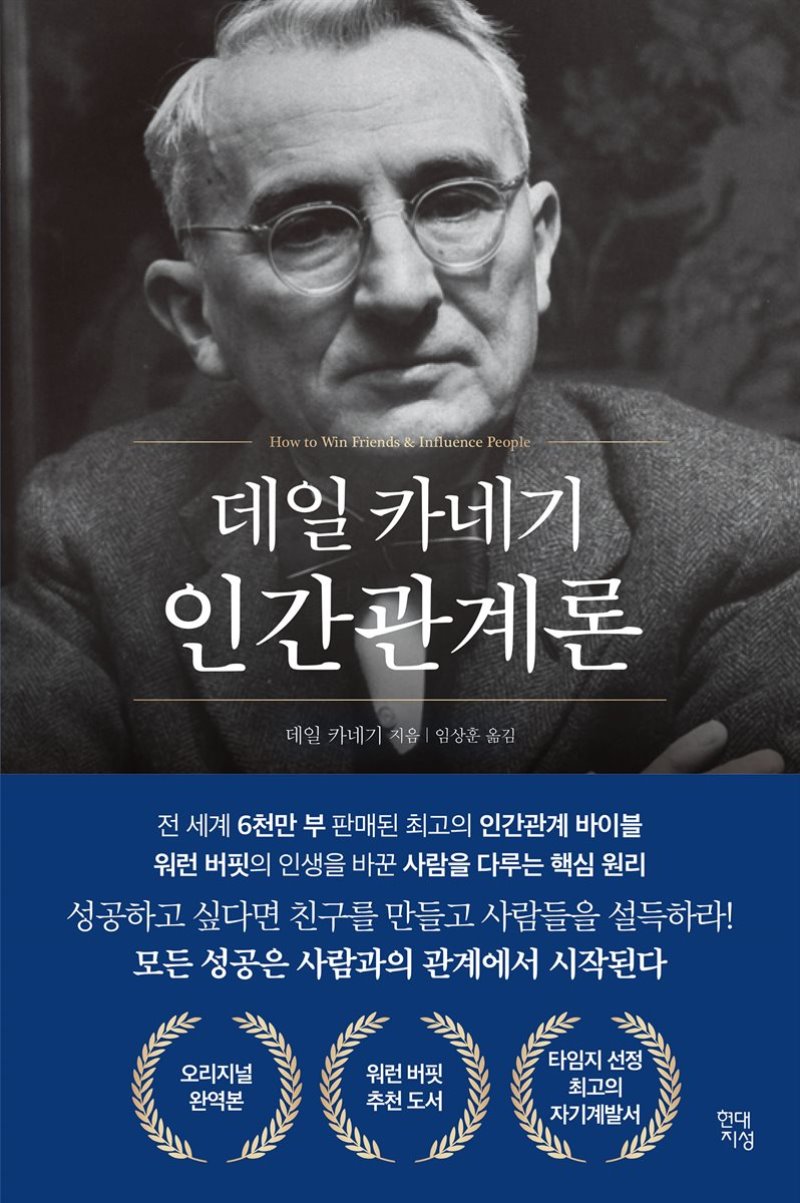 How to Win Friends & Influence People
데일 카네기
인간관계론
데일 카네기 지음 | 임상훈 옮김
전 세계 6천만 부 판매된 최고의 인간관계 바이블
워런 버핏의 인생을 바꾼 사람을 다루는 핵심 원리
성공하고 싶다면 친구를 만들고 사람들을 설득하라!
모든 성공은 사람과의 관계에서 시작된다
오리지널
완역본
워런 버핏
추천 도서
타임지 선정
최고의
자기계발서
현대
지성